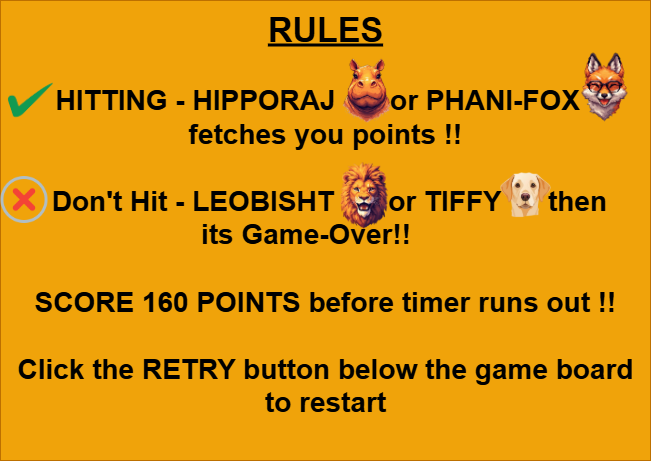 RULES
HITTING - HIPPORAJ or PHANI-FOX
fetches you points !!
Don't Hit - LEOBISHT or TIFFY then
its Game-Over!!
SCORE 160 POINTS before timer runs out !!
Click the RETRY button below the game board
to restart